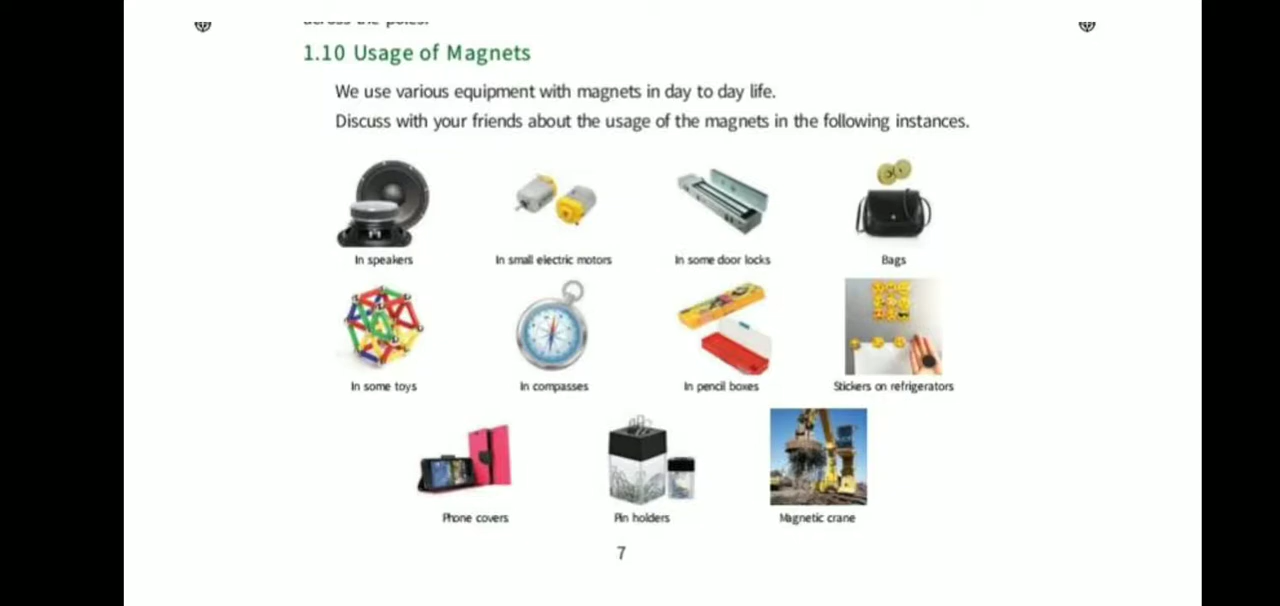 1.10 Usage of Magnets
We use various equipment with magnets in day to day life.
Discuss with your friends about the usage of the magnets in the following instances.
In speakers
In small electric motors
In some door locks
Bags
In some toys
In compasses
In pencil boxes
Stickers on refrigerators
Phone covers
Pin holders
Magnetic crane
7